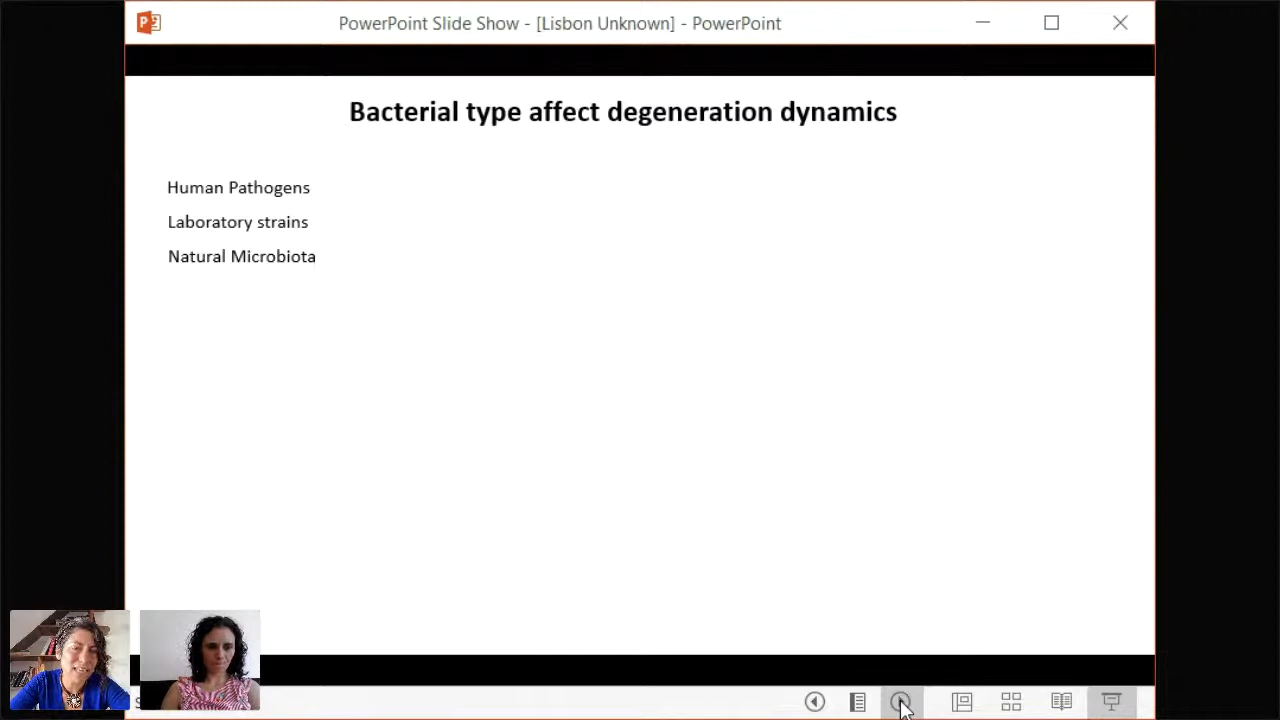 PowerPoint Slide Show - [Lisbon Unknown] - PowerPoint
Bacterial type affect degeneration dynamics
Human Pathogens
Laboratory strains
Natural Microbiota